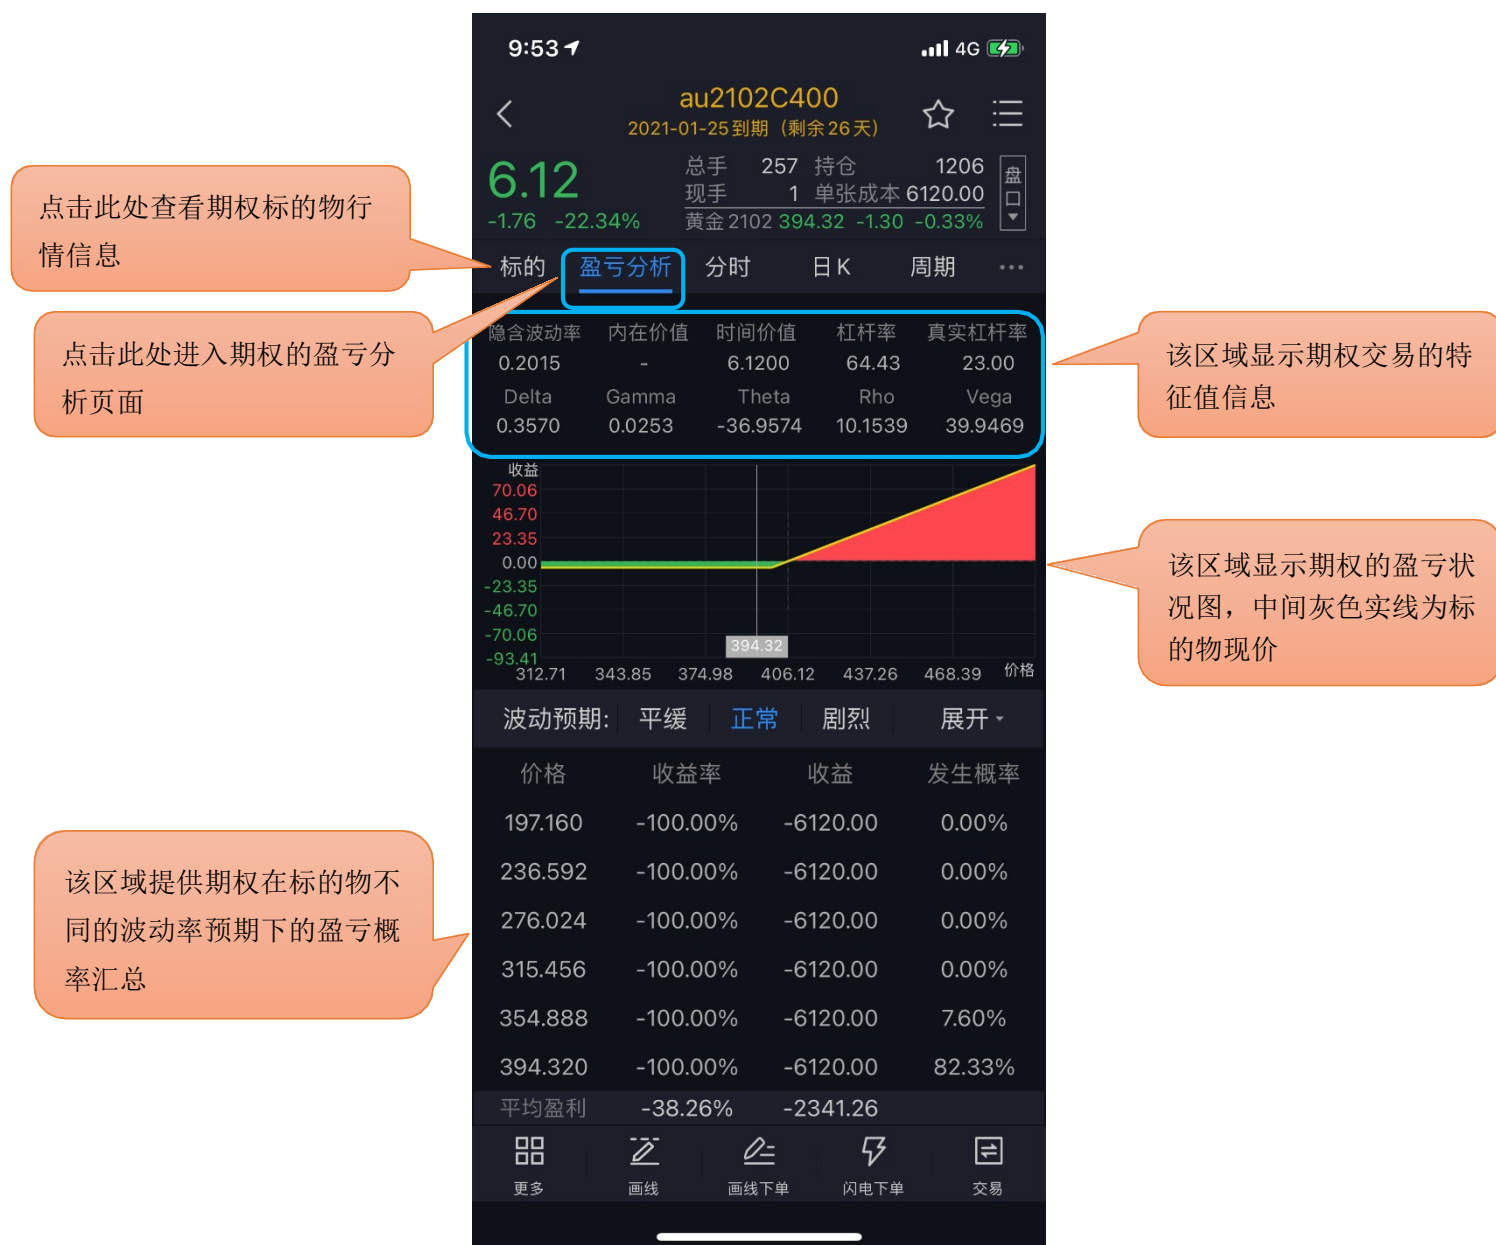 9:53
4G
au2102C400
2021-01-25到期（剩余26天）
6.12
-1.76 -22.34%
总手 257 持仓 1206
现手 1 单张成本 6120.00
黄金2102 394.32 -1.30 -0.33%
盘口
标的 盈亏分析 分时 日K 周期 ···
隐含波动率 内在价值 时间价值 杠杆率 真实杠杆率
0.2015 - 6.1200 64.43 23.00
Delta Gamma Theta Rho Vega
0.3570 0.0253 -36.9574 10.1539 39.9469
收益
70.06
46.70
23.35
0.00
-23.35
-46.70
-70.06
-93.41
394.32
312.71 343.85 374.98 406.12 437.26 468.39 价格
波动预期: 平缓 正常 剧烈 展开
价格 收益率 收益 发生概率
197.160 -100.00% -6120.00 0.00%
236.592 -100.00% -6120.00 0.00%
276.024 -100.00% -6120.00 0.00%
315.456 -100.00% -6120.00 0.00%
354.888 -100.00% -6120.00 7.60%
394.320 -100.00% -6120.00 82.33%
平均盈利 -38.26% -2341.26
更多 画线 画线下单 闪电下单 交易
点击此处查看期权标的物行
情信息
点击此处进入期权的盈亏分
析页面
该区域提供期权在标的物不
同的波动率预期下的盈亏概
率汇总
该区域显示期权交易的特
征值信息
该区域显示期权的盈亏状
况图，中间灰色实线为标
的物现价